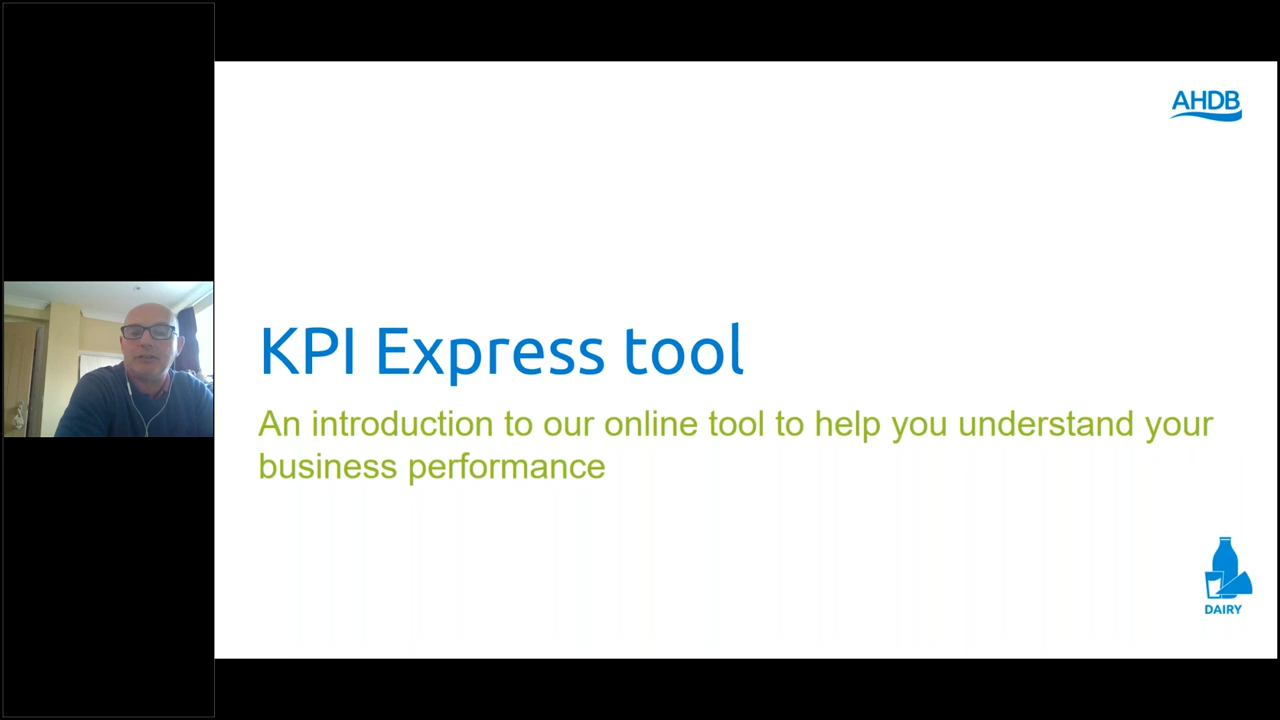 AHDB
KPI Express tool
An introduction to our online tool to help you understand your
business performance
DAIRY